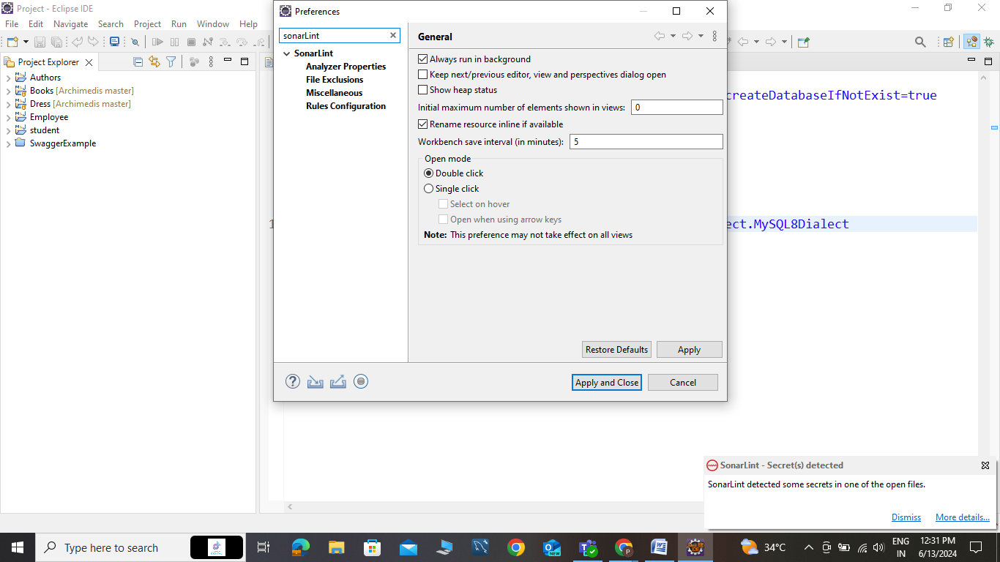 Project - Eclipse IDE
File Edit Navigate Search Project Run Window Help
Project Explorer
Authors
Books [Archimedis master]
Dress [Archimedis master]
Employee
student
SwaggerExample
Preferences
sonarLint
SonarLint
Analyzer Properties
File Exclusions
Miscellaneous
Rules Configuration
General
Always run in background
Keep next/previous editor, view and perspectives dialog open
Show heap status
Initial maximum number of elements shown in views: 0
Rename resource inline if available
Workbench save interval (in minutes): 5
Open mode
Double click
Single click
Select on hover
Open when using arrow keys
Note: This preference may not take effect on all views
Restore Defaults Apply
Apply and Close Cancel
createDatabaseIfNotExist=true
1
ect.MySQL8Dialect
SonarLint - Secret(s) detected
SonarLint detected some secrets in one of the open files.
Dismiss More details...
Type here to search
34°C
ENG
IN
12:31 PM
6/13/2024